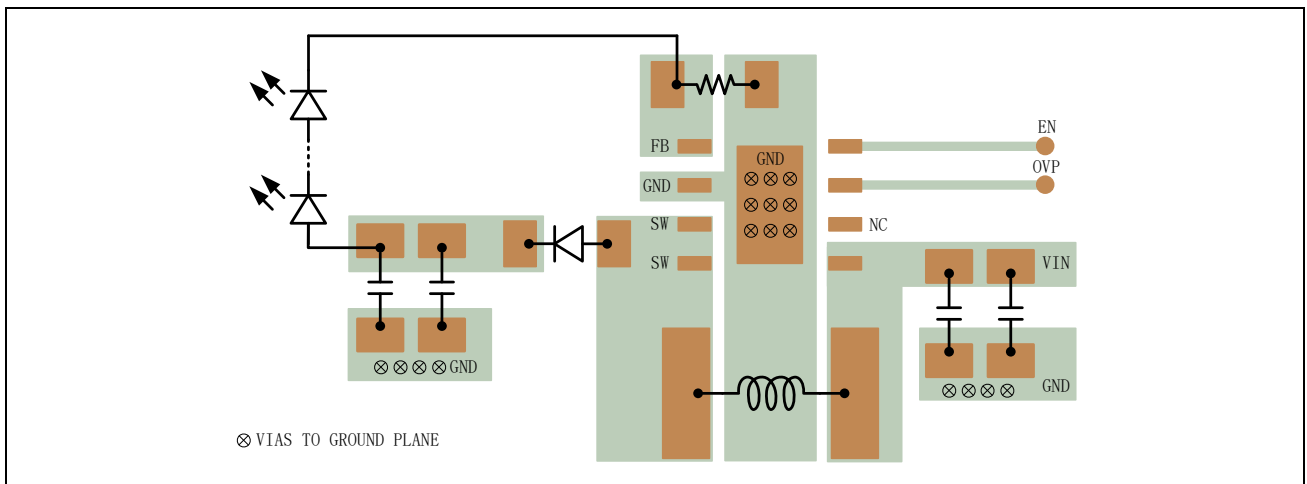 EN
FB
GND
OVP
GND
SW
NC
SW
VIN
GND
GND
VIAS TO GROUND PLANE